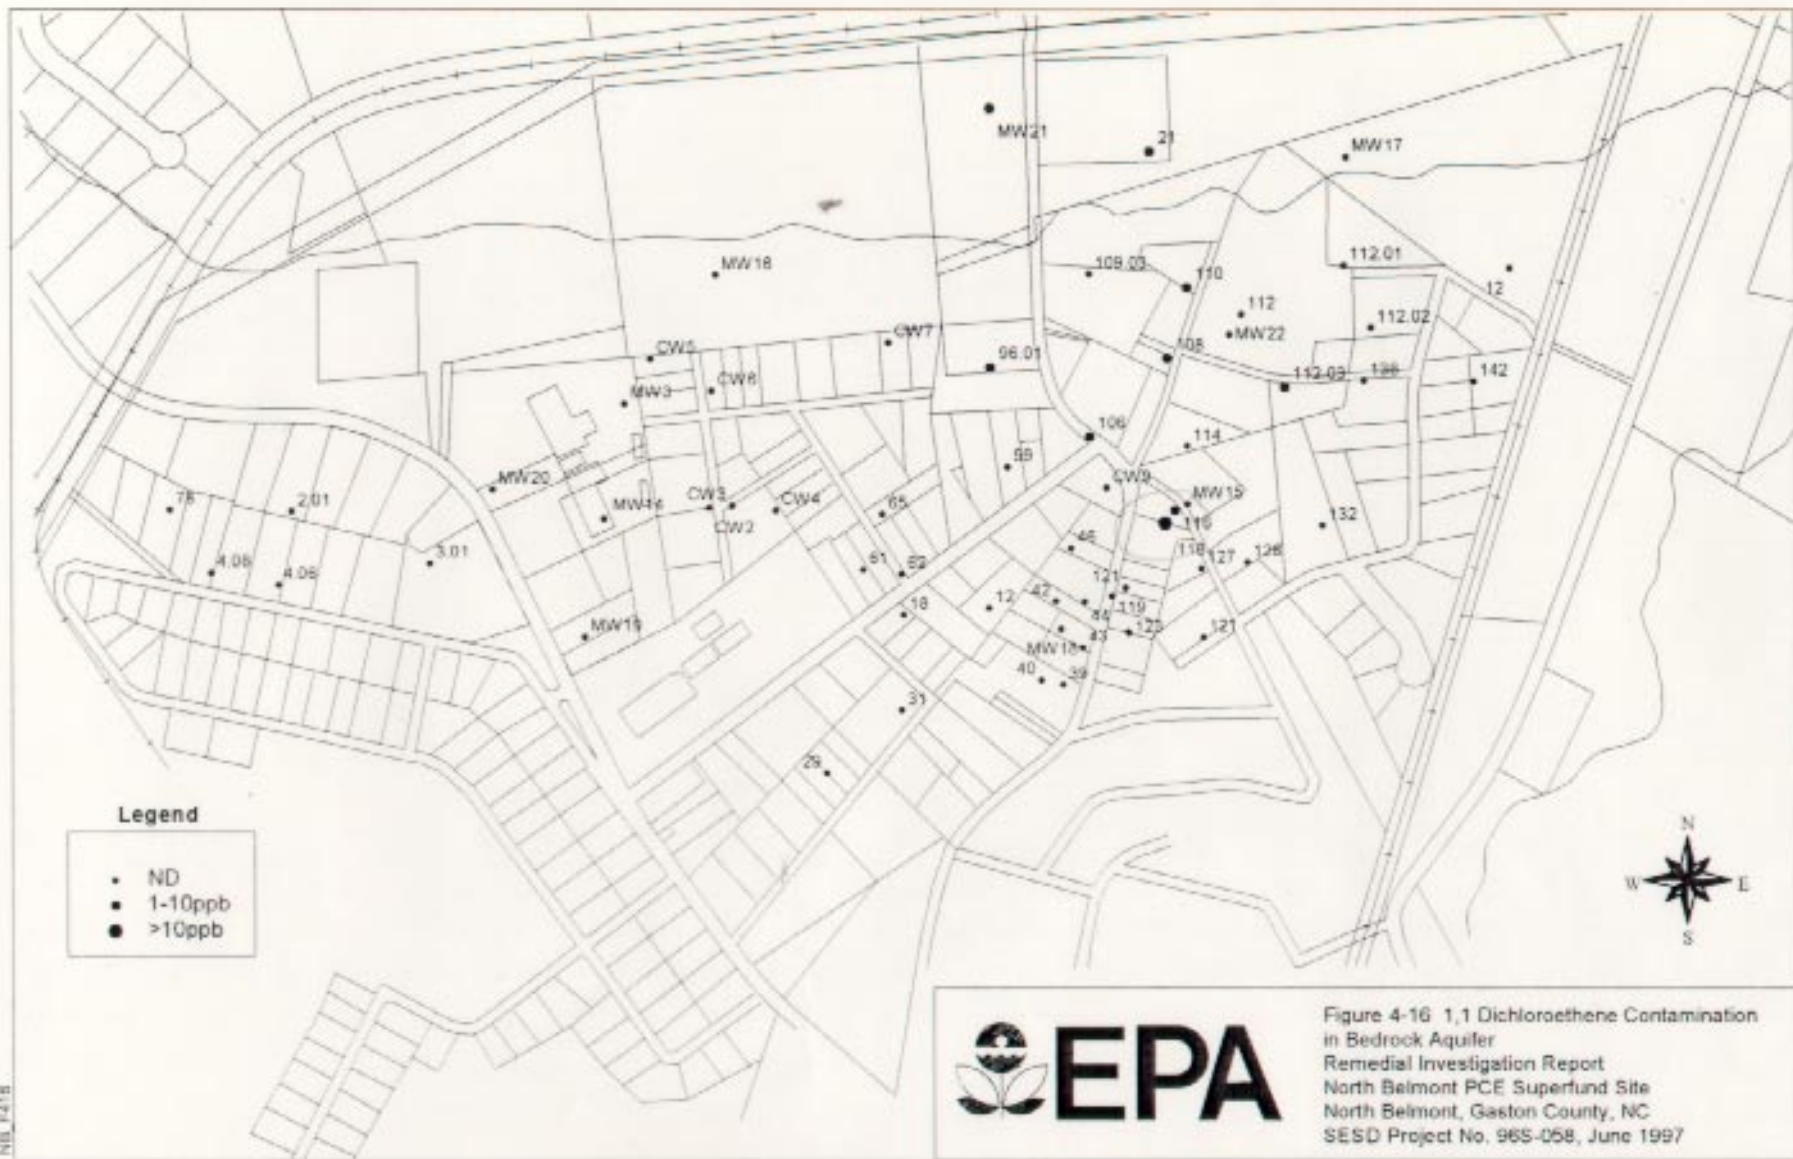 MW21
21
MW17
MW16
109.03
110
112.01
12
112
MW22
112.02
CW7
CW5
96.01
108
CW6
MW3
112.03
136
142
106
114
59
CW9
MW20
MW14
CW3
CW2
CW4
65
MW15
116
132
78
2.01
4.08
4.06
3.01
61
62
46
118
127
128
18
12
42
44
121
119
43
123
121
MW19
MW18
40
39
31
29
Legend
ND
1-10ppb
>10ppb
N
W
E
S
EPA
Figure 4-16 1,1 Dichloroethene Contamination
in Bedrock Aquifer
Remedial Investigation Report
North Belmont PCE Superfund Site
North Belmont, Gaston County, NC
SESD Project No. 96S-058, June 1997